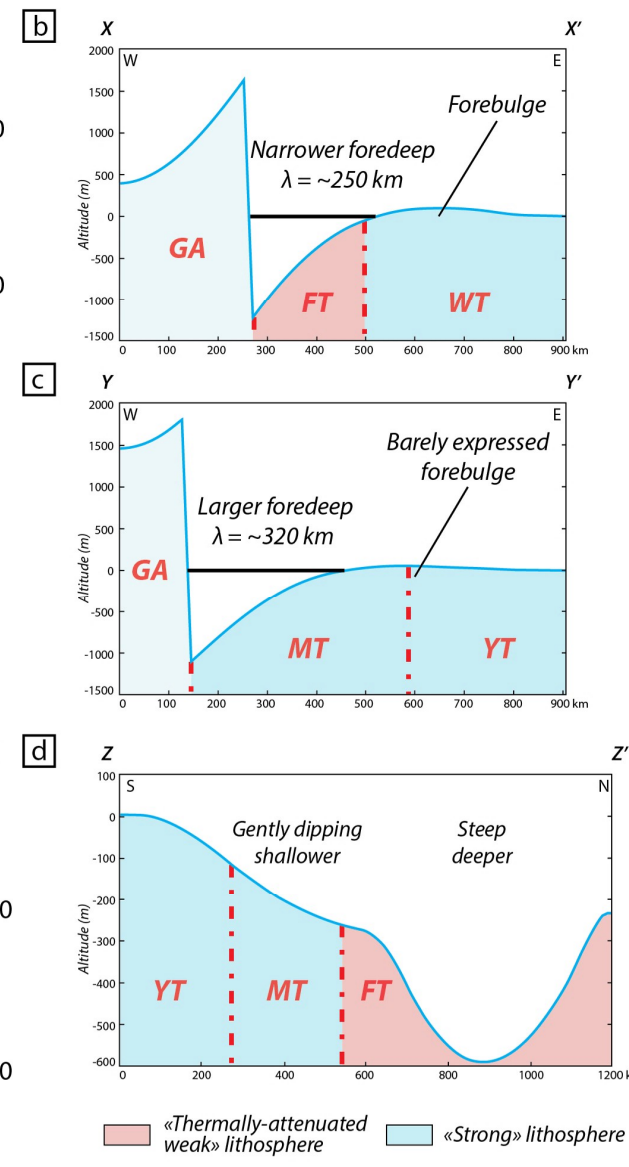 b X X′
0
0
2000
1500
1000
500
0
-500
-1000
-1500
Altitude (m)
W E
Forebulge
Narrower foredeep
λ = ~250 km
GA FT WT
0 100 200 300 400 500 600 700 800 900 km
c Y Y′
2000
1500
1000
500
0
-500
-1000
-1500
Altitude (m)
W E
Barely expressed
forebulge
Larger foredeep
λ = ~320 km
GA MT YT
0 100 200 300 400 500 600 700 800 900 km
d Z Z′
0
0
100
0
-100
-200
-300
-400
-500
-600
Altitude (m)
S N
Gently dipping
shallower
Steep
deeper
YT MT FT
0 200 400 600 800 1000 1200 k
«Thermally-attenuated
weak» lithosphere
«Strong» lithosphere